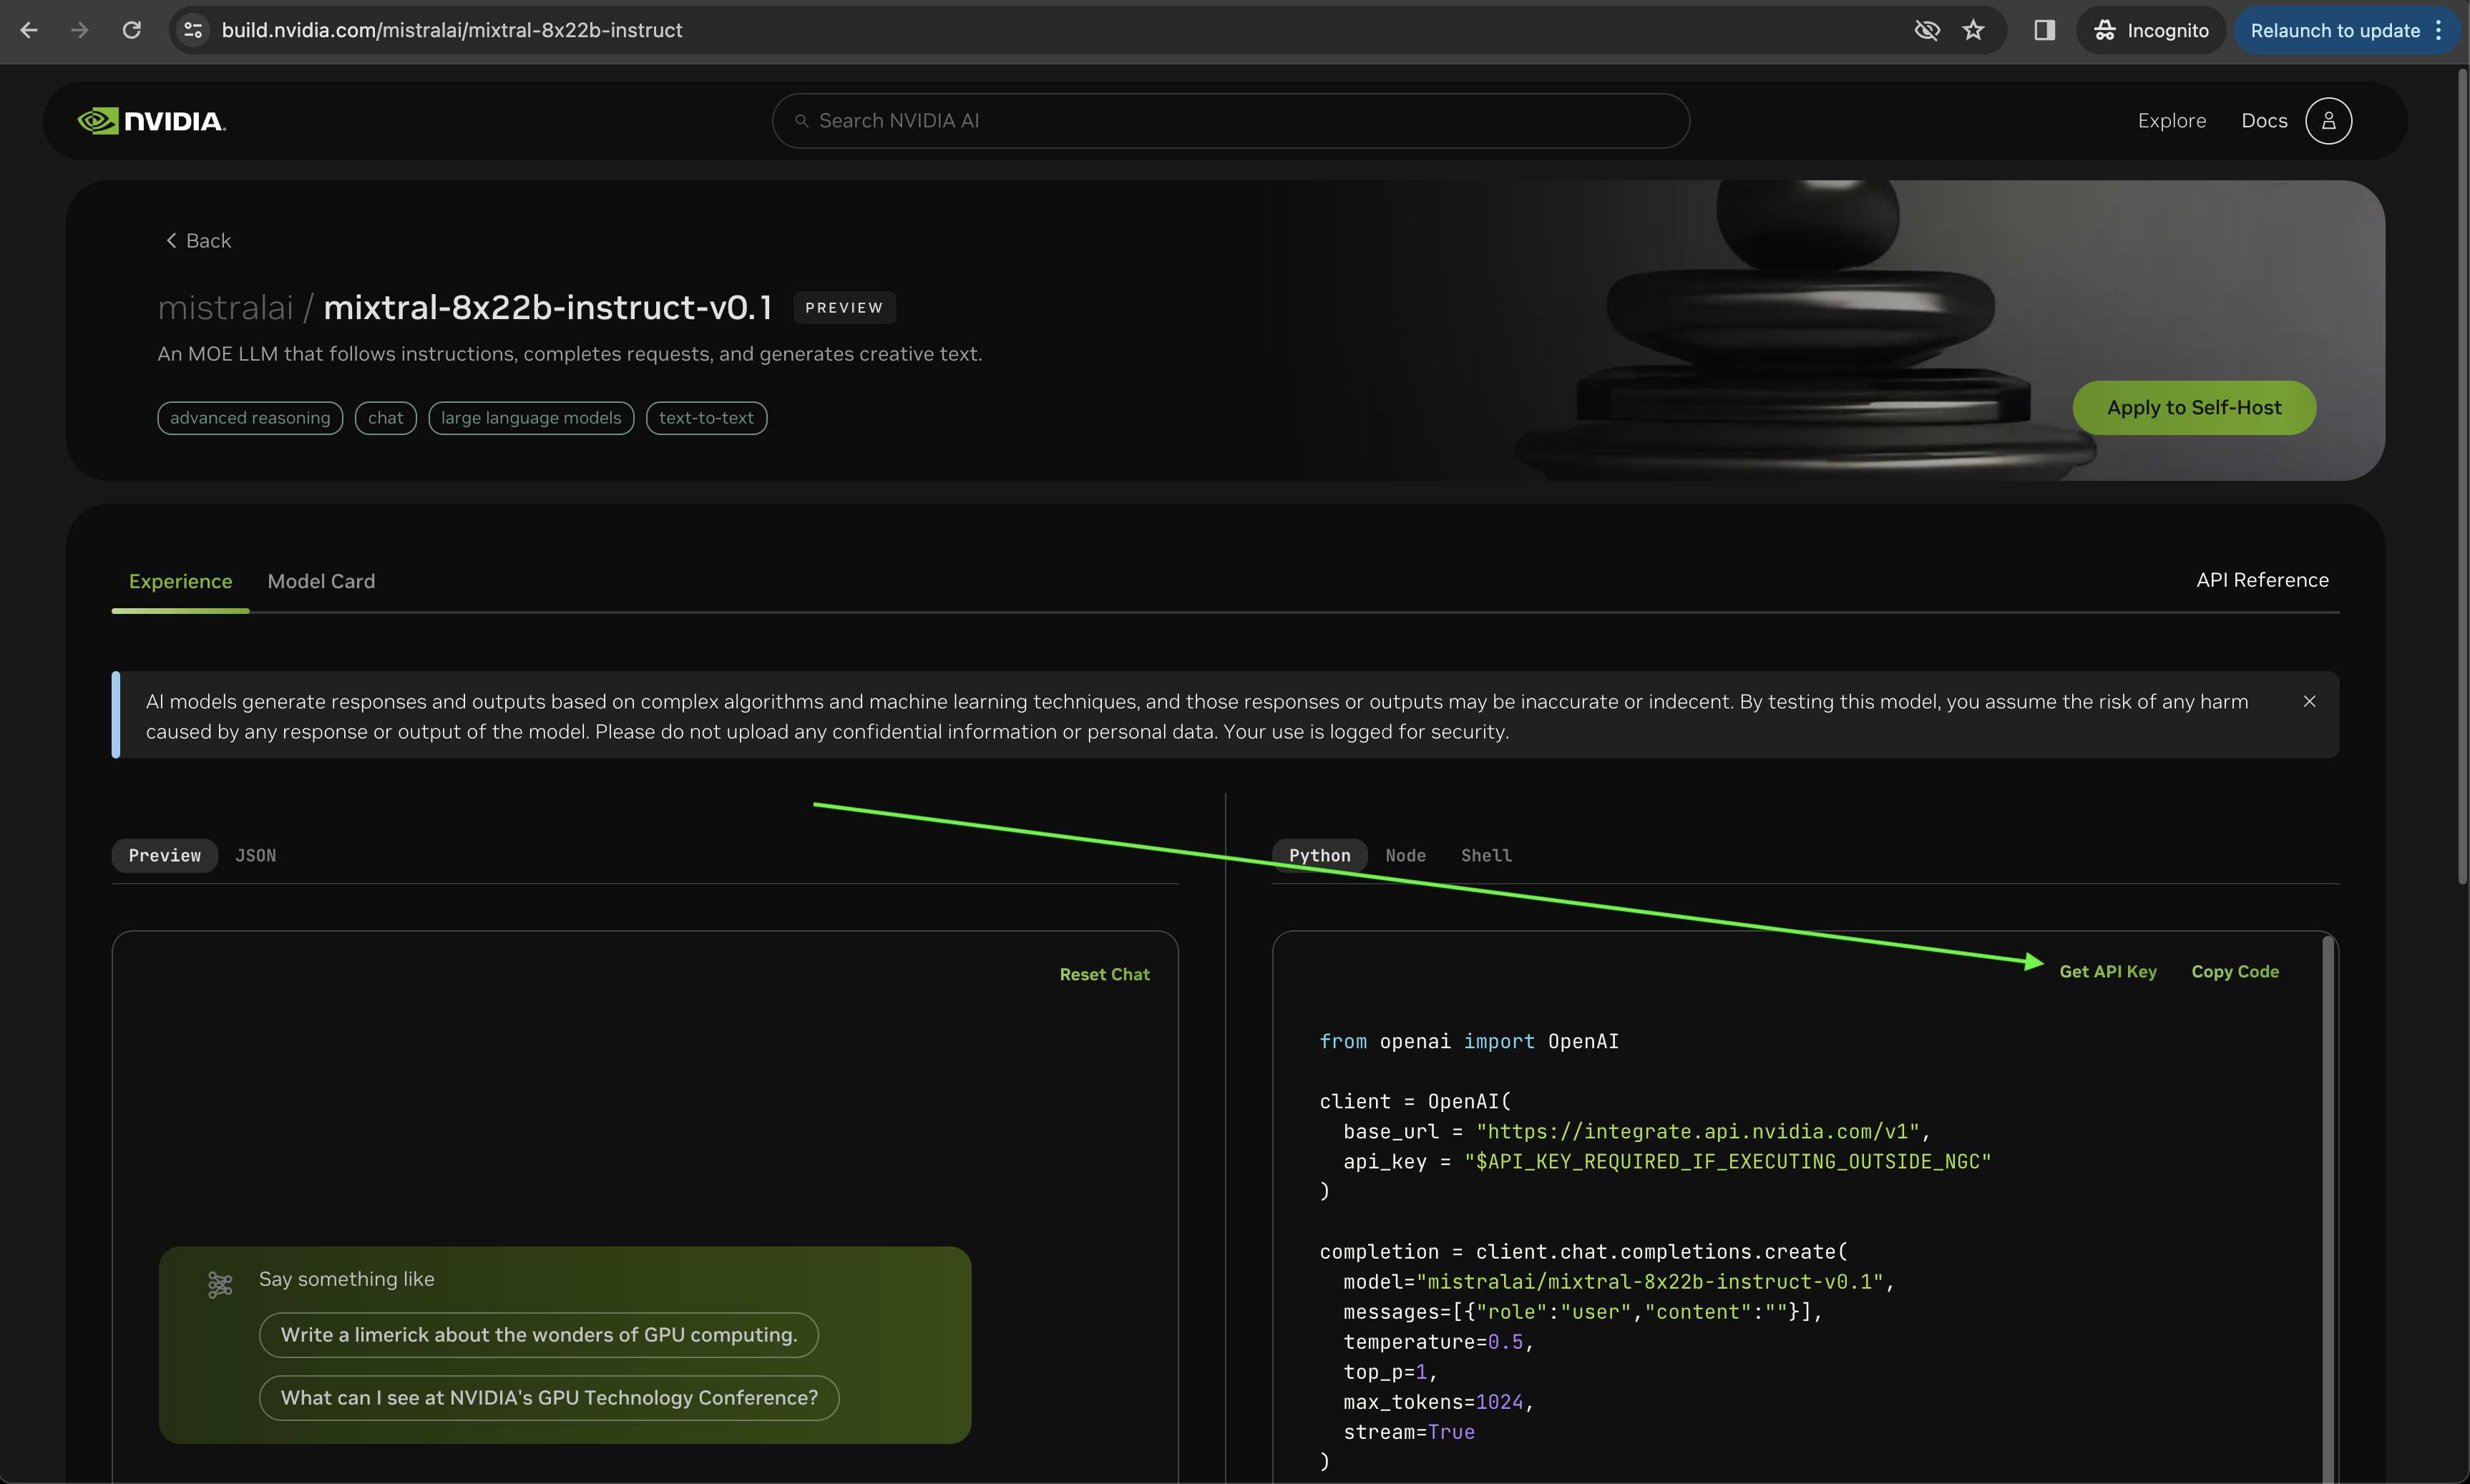 build.nvidia.com/mistralai/mixtral-8x22b-instruct
Incognito
Relaunch to update
NVIDIA.
Search NVIDIA AI
Explore
Docs
Back
mistralai / mixtral-8x22b-instruct-v0.1
PREVIEW
An MOE LLM that follows instructions, completes requests, and generates creative text.
advanced reasoning
chat
large language models
text-to-text
Apply to Self-Host
Experience
Model Card
API Reference
AI models generate responses and outputs based on complex algorithms and machine learning techniques, and those responses or outputs may be inaccurate or indecent. By testing this model, you assume the risk of any harm
caused by any response or output of the model. Please do not upload any confidential information or personal data. Your use is logged for security.
Preview
JSON
Reset Chat
Say something like
Write a limerick about the wonders of GPU computing.
What can I see at NVIDIA's GPU Technology Conference?
Python
Node
Shell
Get API Key
Copy Code
from openai import OpenAI
client = OpenAI(
  base_url = "https://integrate.api.nvidia.com/v1",
  api_key = "$API_KEY_REQUIRED_IF_EXECUTING_OUTSIDE_NGC"
)
completion = client.chat.completions.create(
  model="mistralai/mixtral-8x22b-instruct-v0.1",
  messages=[{"role":"user","content":""}],
  temperature=0.5,
  top_p=1,
  max_tokens=1024,
  stream=True
)